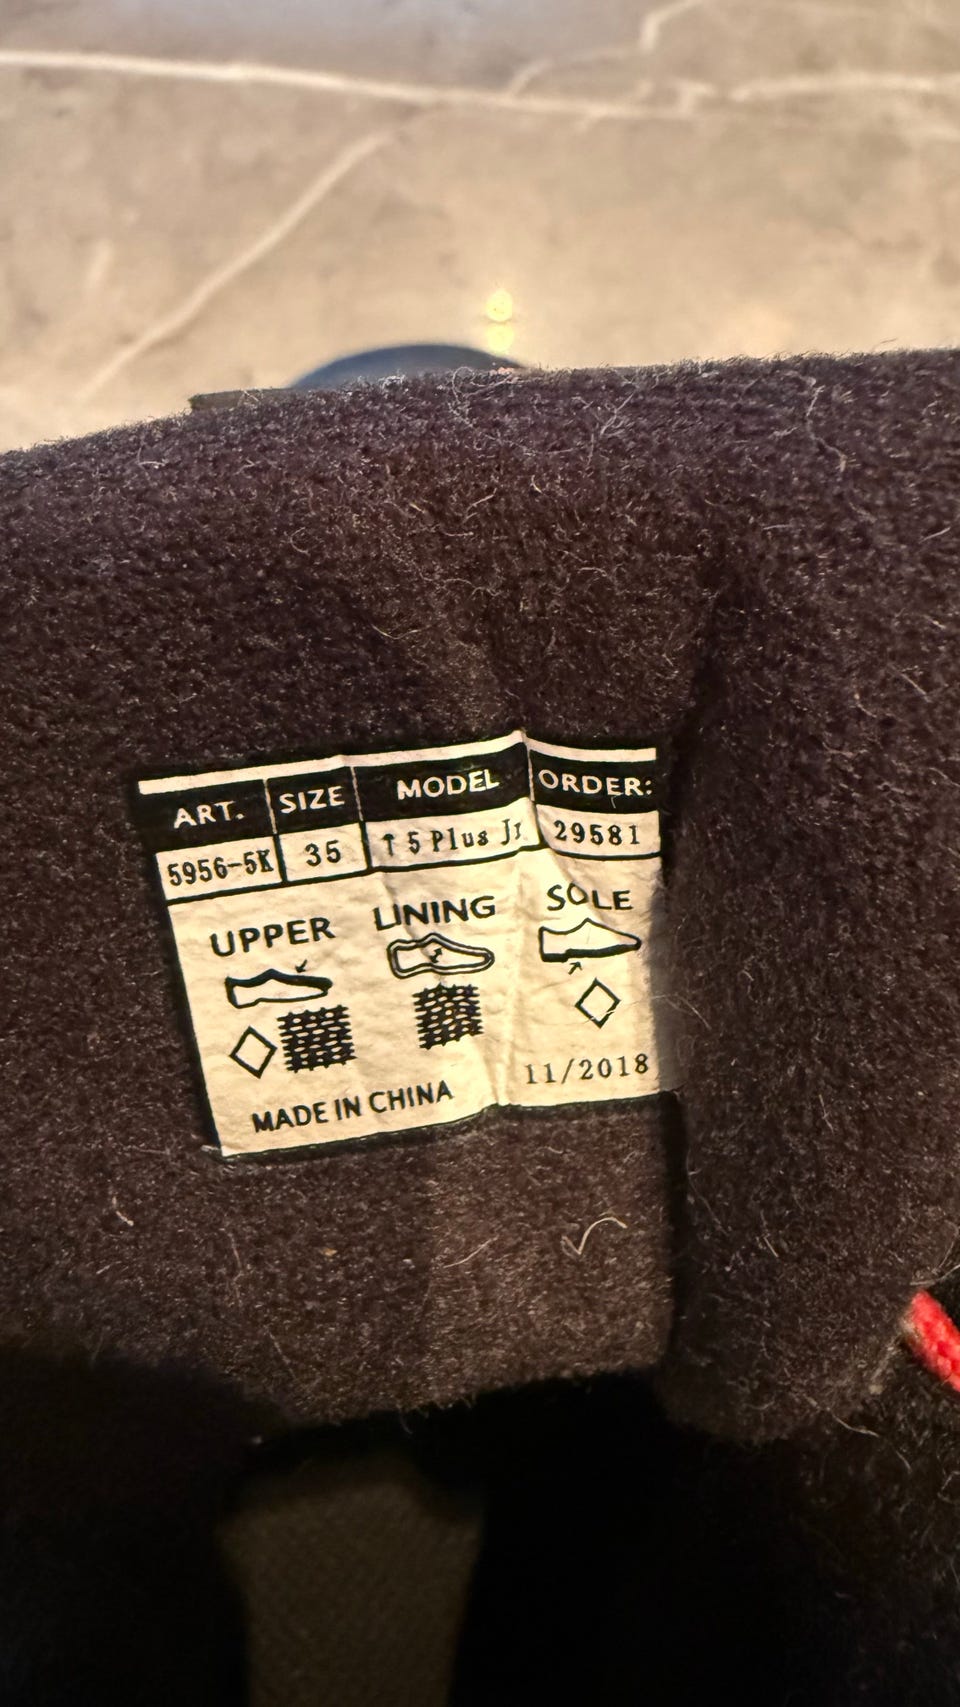 ART. SIZE MODEL ORDER:
5956-5K 35 ↑ 5 Plus Jr 29581
UPPER LINING SOLE
11/2018
MADE IN CHINA